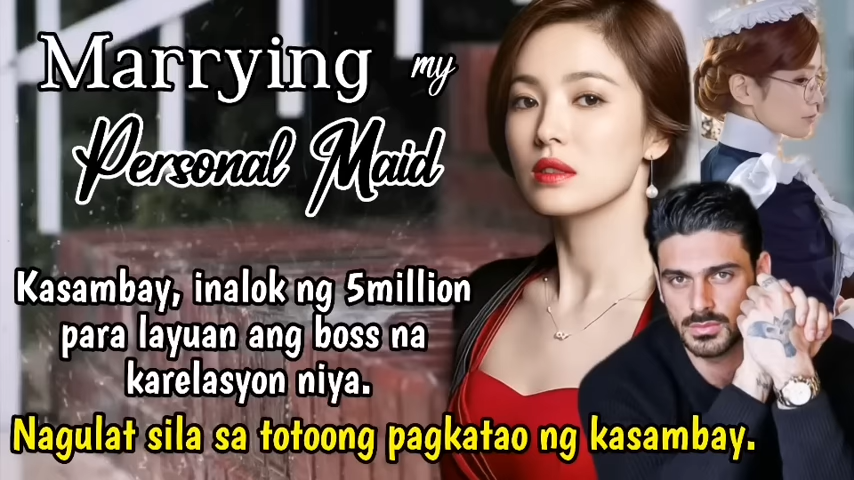 Marrying my
Personal Maid
Kasambay, inalok ng 5million
para layuan ang boss na
karelasyon niya.
Nagulat sila sa totoong pagkatao ng kasambay.